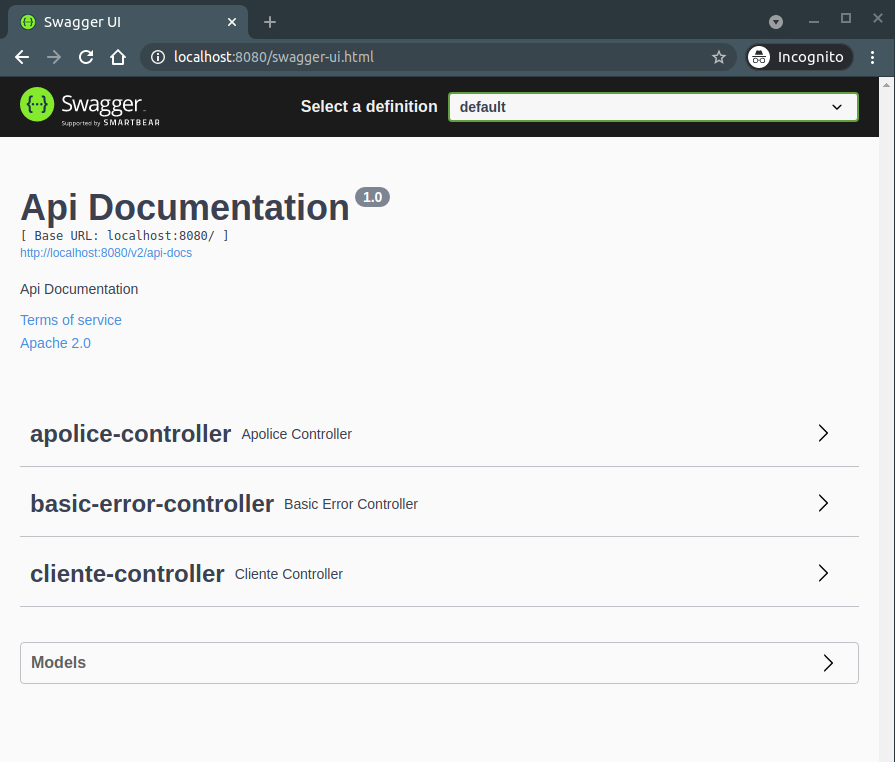 Swagger UI
localhost:8080/swagger-ui.html
Incognito
Swagger
Supported by SMARTBEAR
Select a definition
default
Api Documentation 1.0
[ Base URL: localhost:8080/ ]
http://localhost:8080/v2/api-docs
Api Documentation
Terms of service
Apache 2.0
apolice-controller Apolice Controller
basic-error-controller Basic Error Controller
cliente-controller Cliente Controller
Models